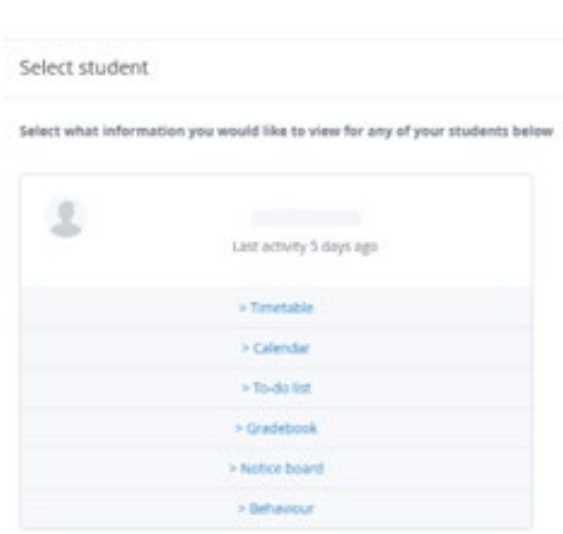 Select student
Select what information you would like to view for any of your students below
Last activity 5 days ago
> Timetable
> Calendar
> To-do list
> Gradebook
> Notice board
> Behaviour